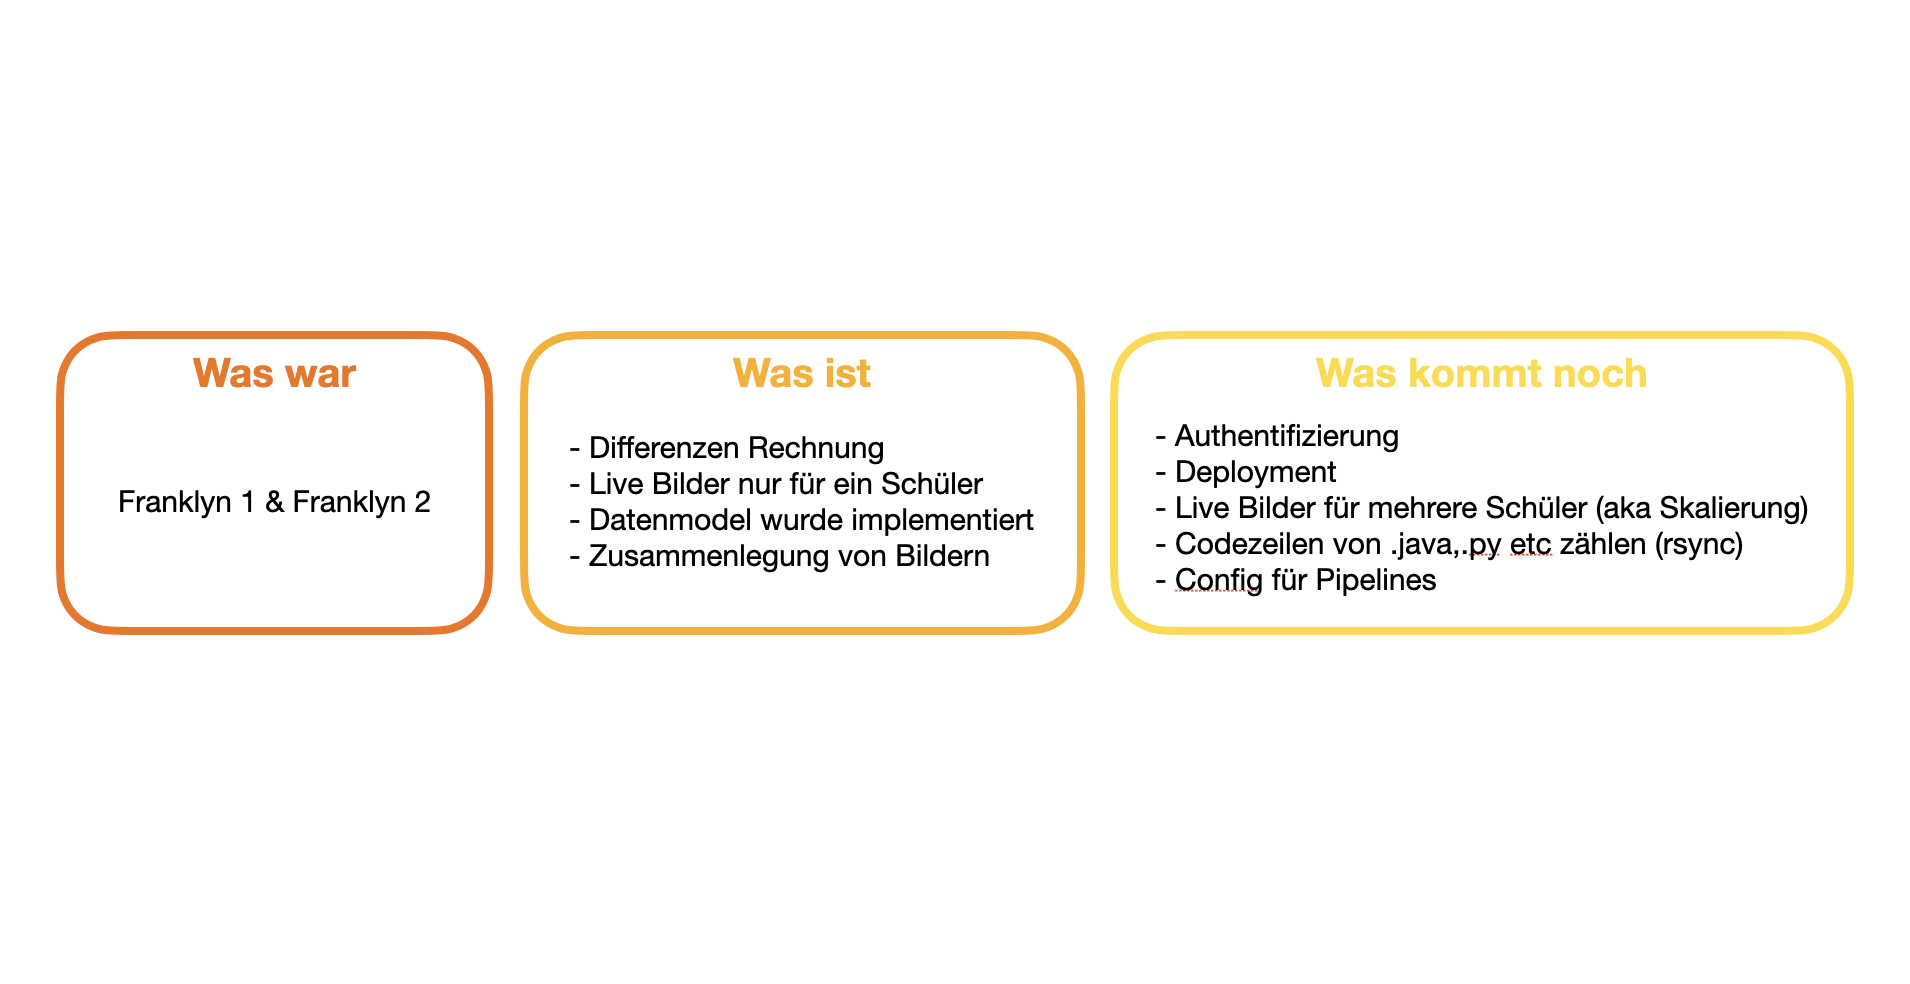 Was war
Franklyn 1 & Franklyn 2
Was ist
- Differenzen Rechnung
- Live Bilder nur für ein Schüler
- Datenmodel wurde implementiert
- Zusammenlegung von Bildern
Was kommt noch
- Authentifizierung
- Deployment
- Live Bilder für mehrere Schüler (aka Skalierung)
- Codezeilen von .java,.py etc zählen (rsync)
- Config für Pipelines